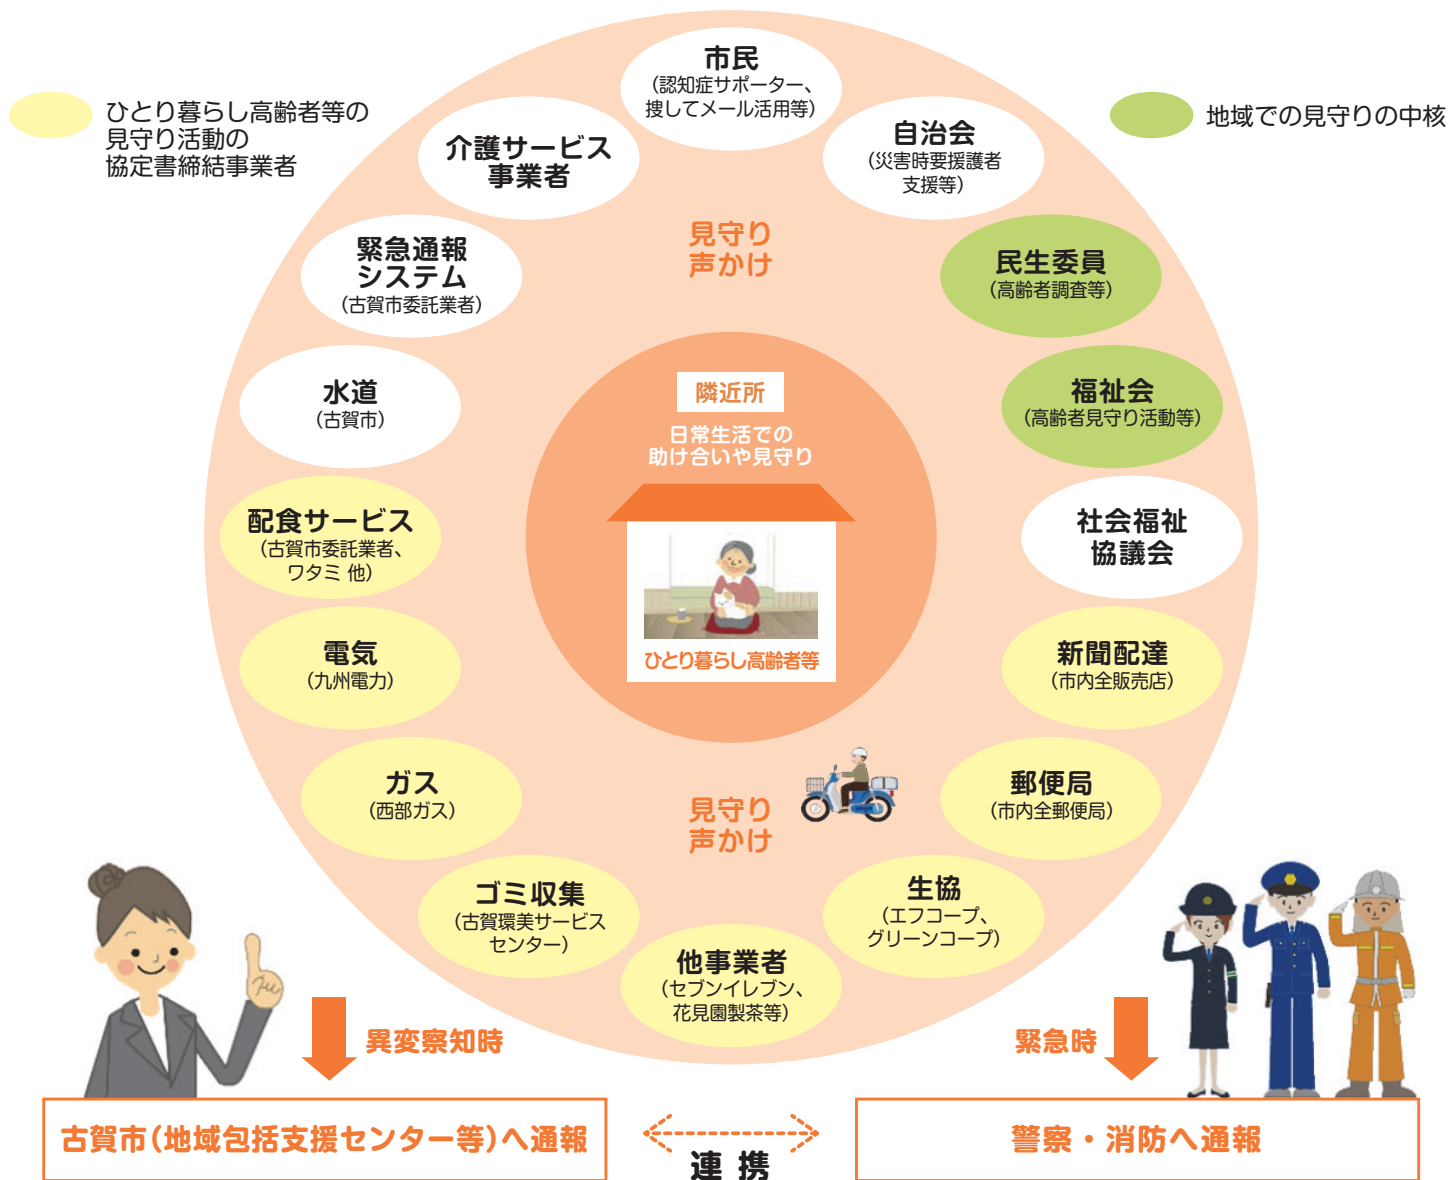 ひとり暮らし高齢者等の
見守り活動の
協定書締結事業者
地域での見守りの中核
市民
(認知症サポーター、
捜してメール活用等)
自治会
(災害時要援護者
支援等)
民生委員
(高齢者調査等)
福祉会
(高齢者見守り活動等)
社会福祉
協議会
新聞配達
(市内全販売店)
郵便局
(市内全郵便局)
生協
(エフコープ、
グリーンコープ)
他事業者
(セブンイレブン、
花見園製茶等)
ゴミ収集
(古賀環美サービス
センター)
ガス
(西部ガス)
電気
(九州電力)
配食サービス
(古賀市委託業者、
ワタミ 他)
水道
(古賀市)
緊急通報
システム
(古賀市委託業者)
介護サービス
事業者
見守り
声かけ
隣近所
日常生活での
助け合いや見守り
ひとり暮らし高齢者等
見守り
声かけ
異変察知時
緊急時
古賀市(地域包括支援センター等)へ通報
連 携
警察・消防へ通報